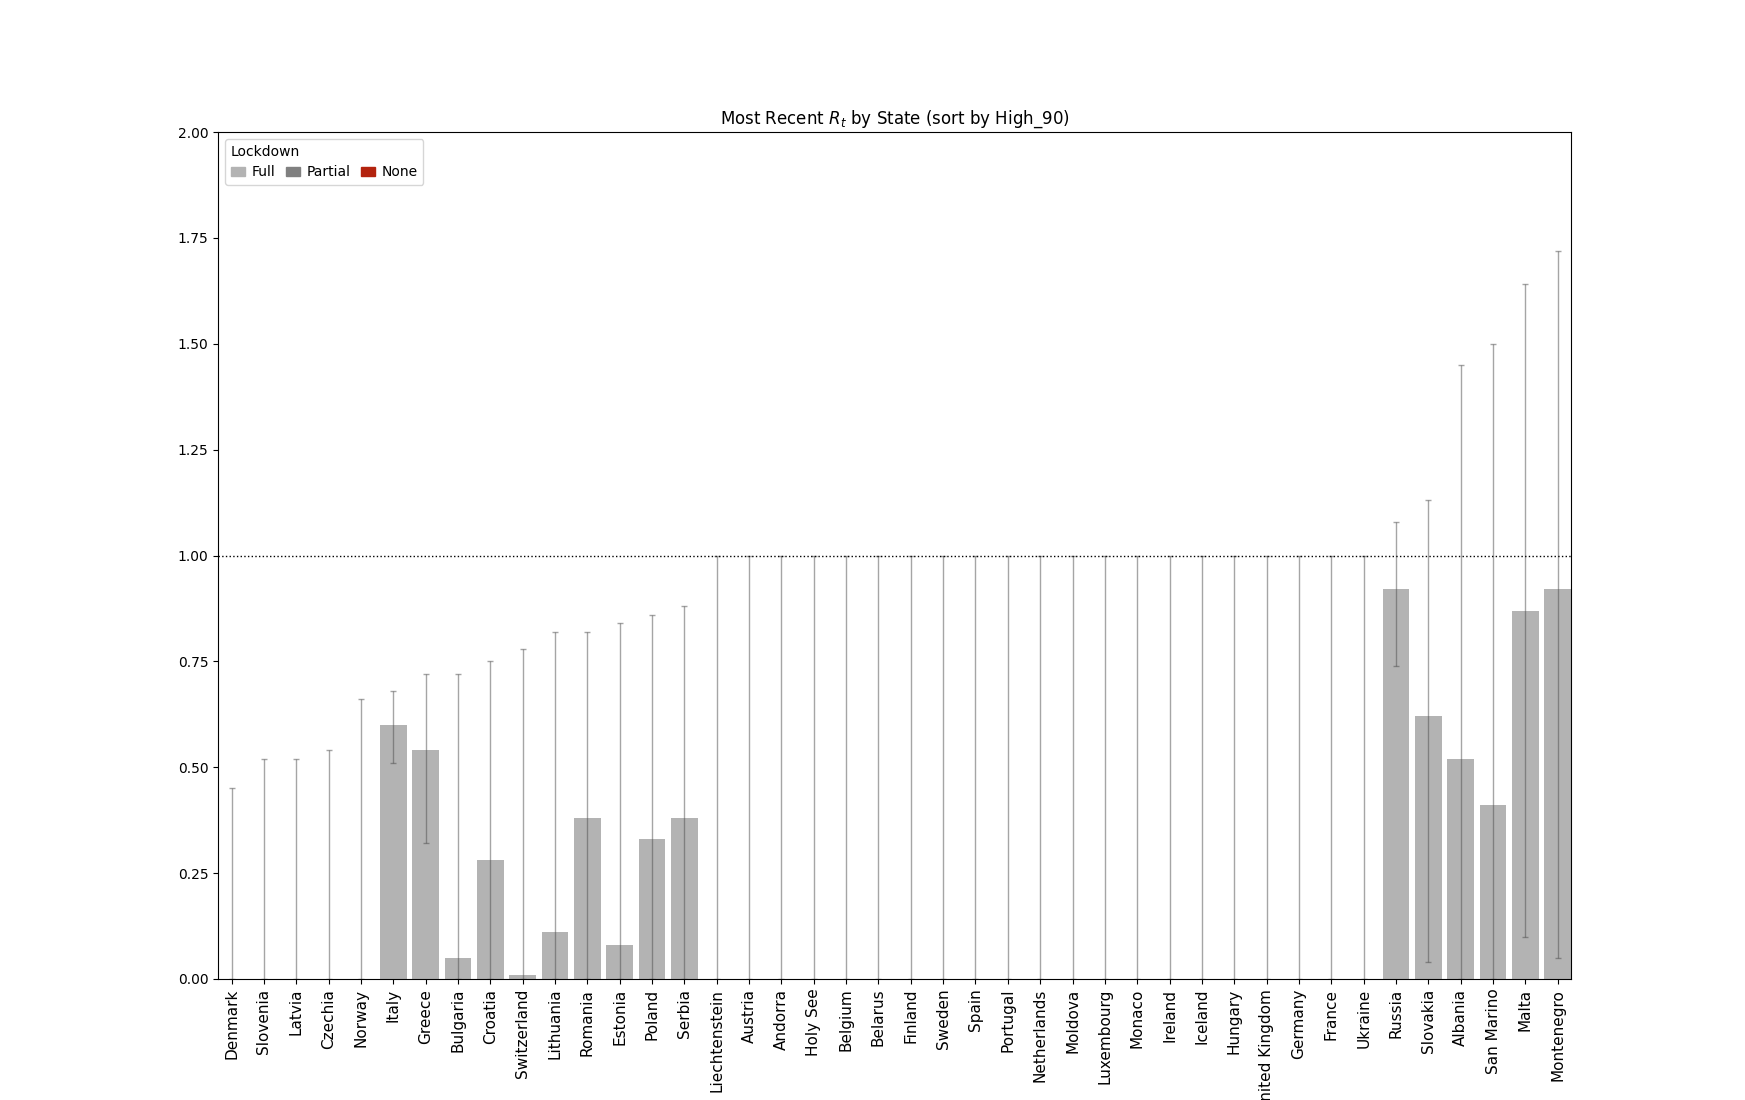 Most Recent R_t by State (sort by High_90)
2.00
Lockdown
Full Partial None
1.75
1.50
1.25
1.00
0.75
0.50
0.25
0.00
Denmark
Slovenia
Latvia
Czechia
Norway
Italy
Greece
Bulgaria
Croatia
Switzerland
Lithuania
Romania
Estonia
Poland
Serbia
Liechtenstein
Austria
Andorra
Holy See
Belgium
Belarus
Finland
Sweden
Spain
Portugal
Netherlands
Moldova
Luxembourg
Monaco
Ireland
Iceland
Hungary
nited Kingdom
Germany
France
Ukraine
Russia
Slovakia
Albania
San Marino
Malta
Montenegro